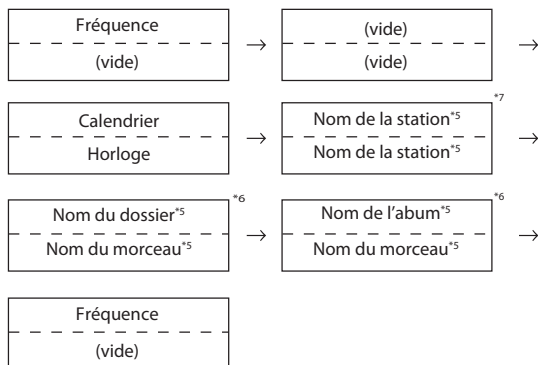 Fréquence
(vide)
→
(vide)
(vide)
→
Calendrier
Horloge
→
Nom de la station*5
Nom de la station*5
*7
→
Nom du dossier*5
Nom du morceau*5
*6
→
Nom de l'abum*5
Nom du morceau*5
*6
→
Fréquence
(vide)